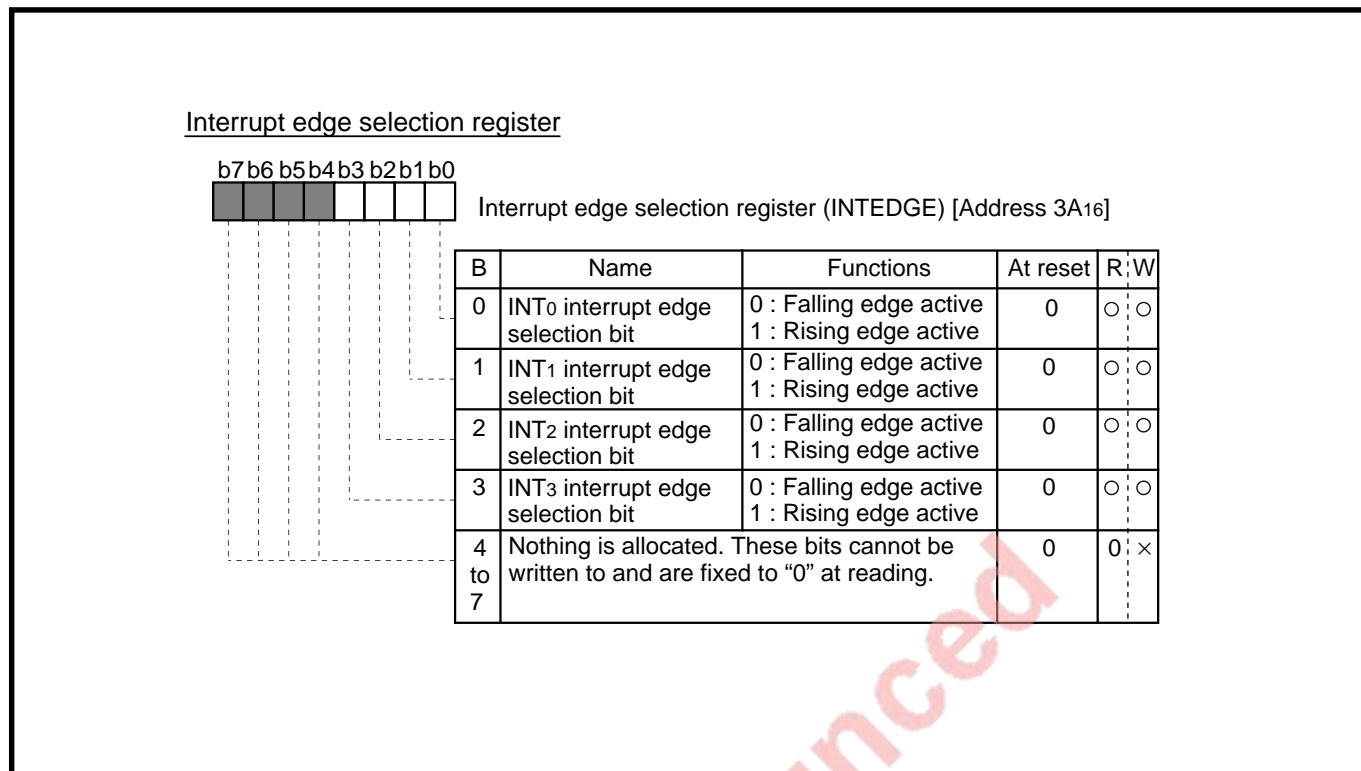 Interrupt edge selection register
b7 b6 b5 b4 b3 b2 b1 b0
Interrupt edge selection register (INTEDGE) [Address 3A16]
B Name Functions At reset R W
0 INT0 interrupt edge selection bit 0 : Falling edge active 0 ○ ○
1 : Rising edge active
1 INT1 interrupt edge selection bit 0 : Falling edge active 0 ○ ○
1 : Rising edge active
2 INT2 interrupt edge selection bit 0 : Falling edge active 0 ○ ○
1 : Rising edge active
3 INT3 interrupt edge selection bit 0 : Falling edge active 0 ○ ○
1 : Rising edge active
4 to 7 Nothing is allocated. These bits cannot be 0 0 ×
written to and are fixed to “0” at reading.